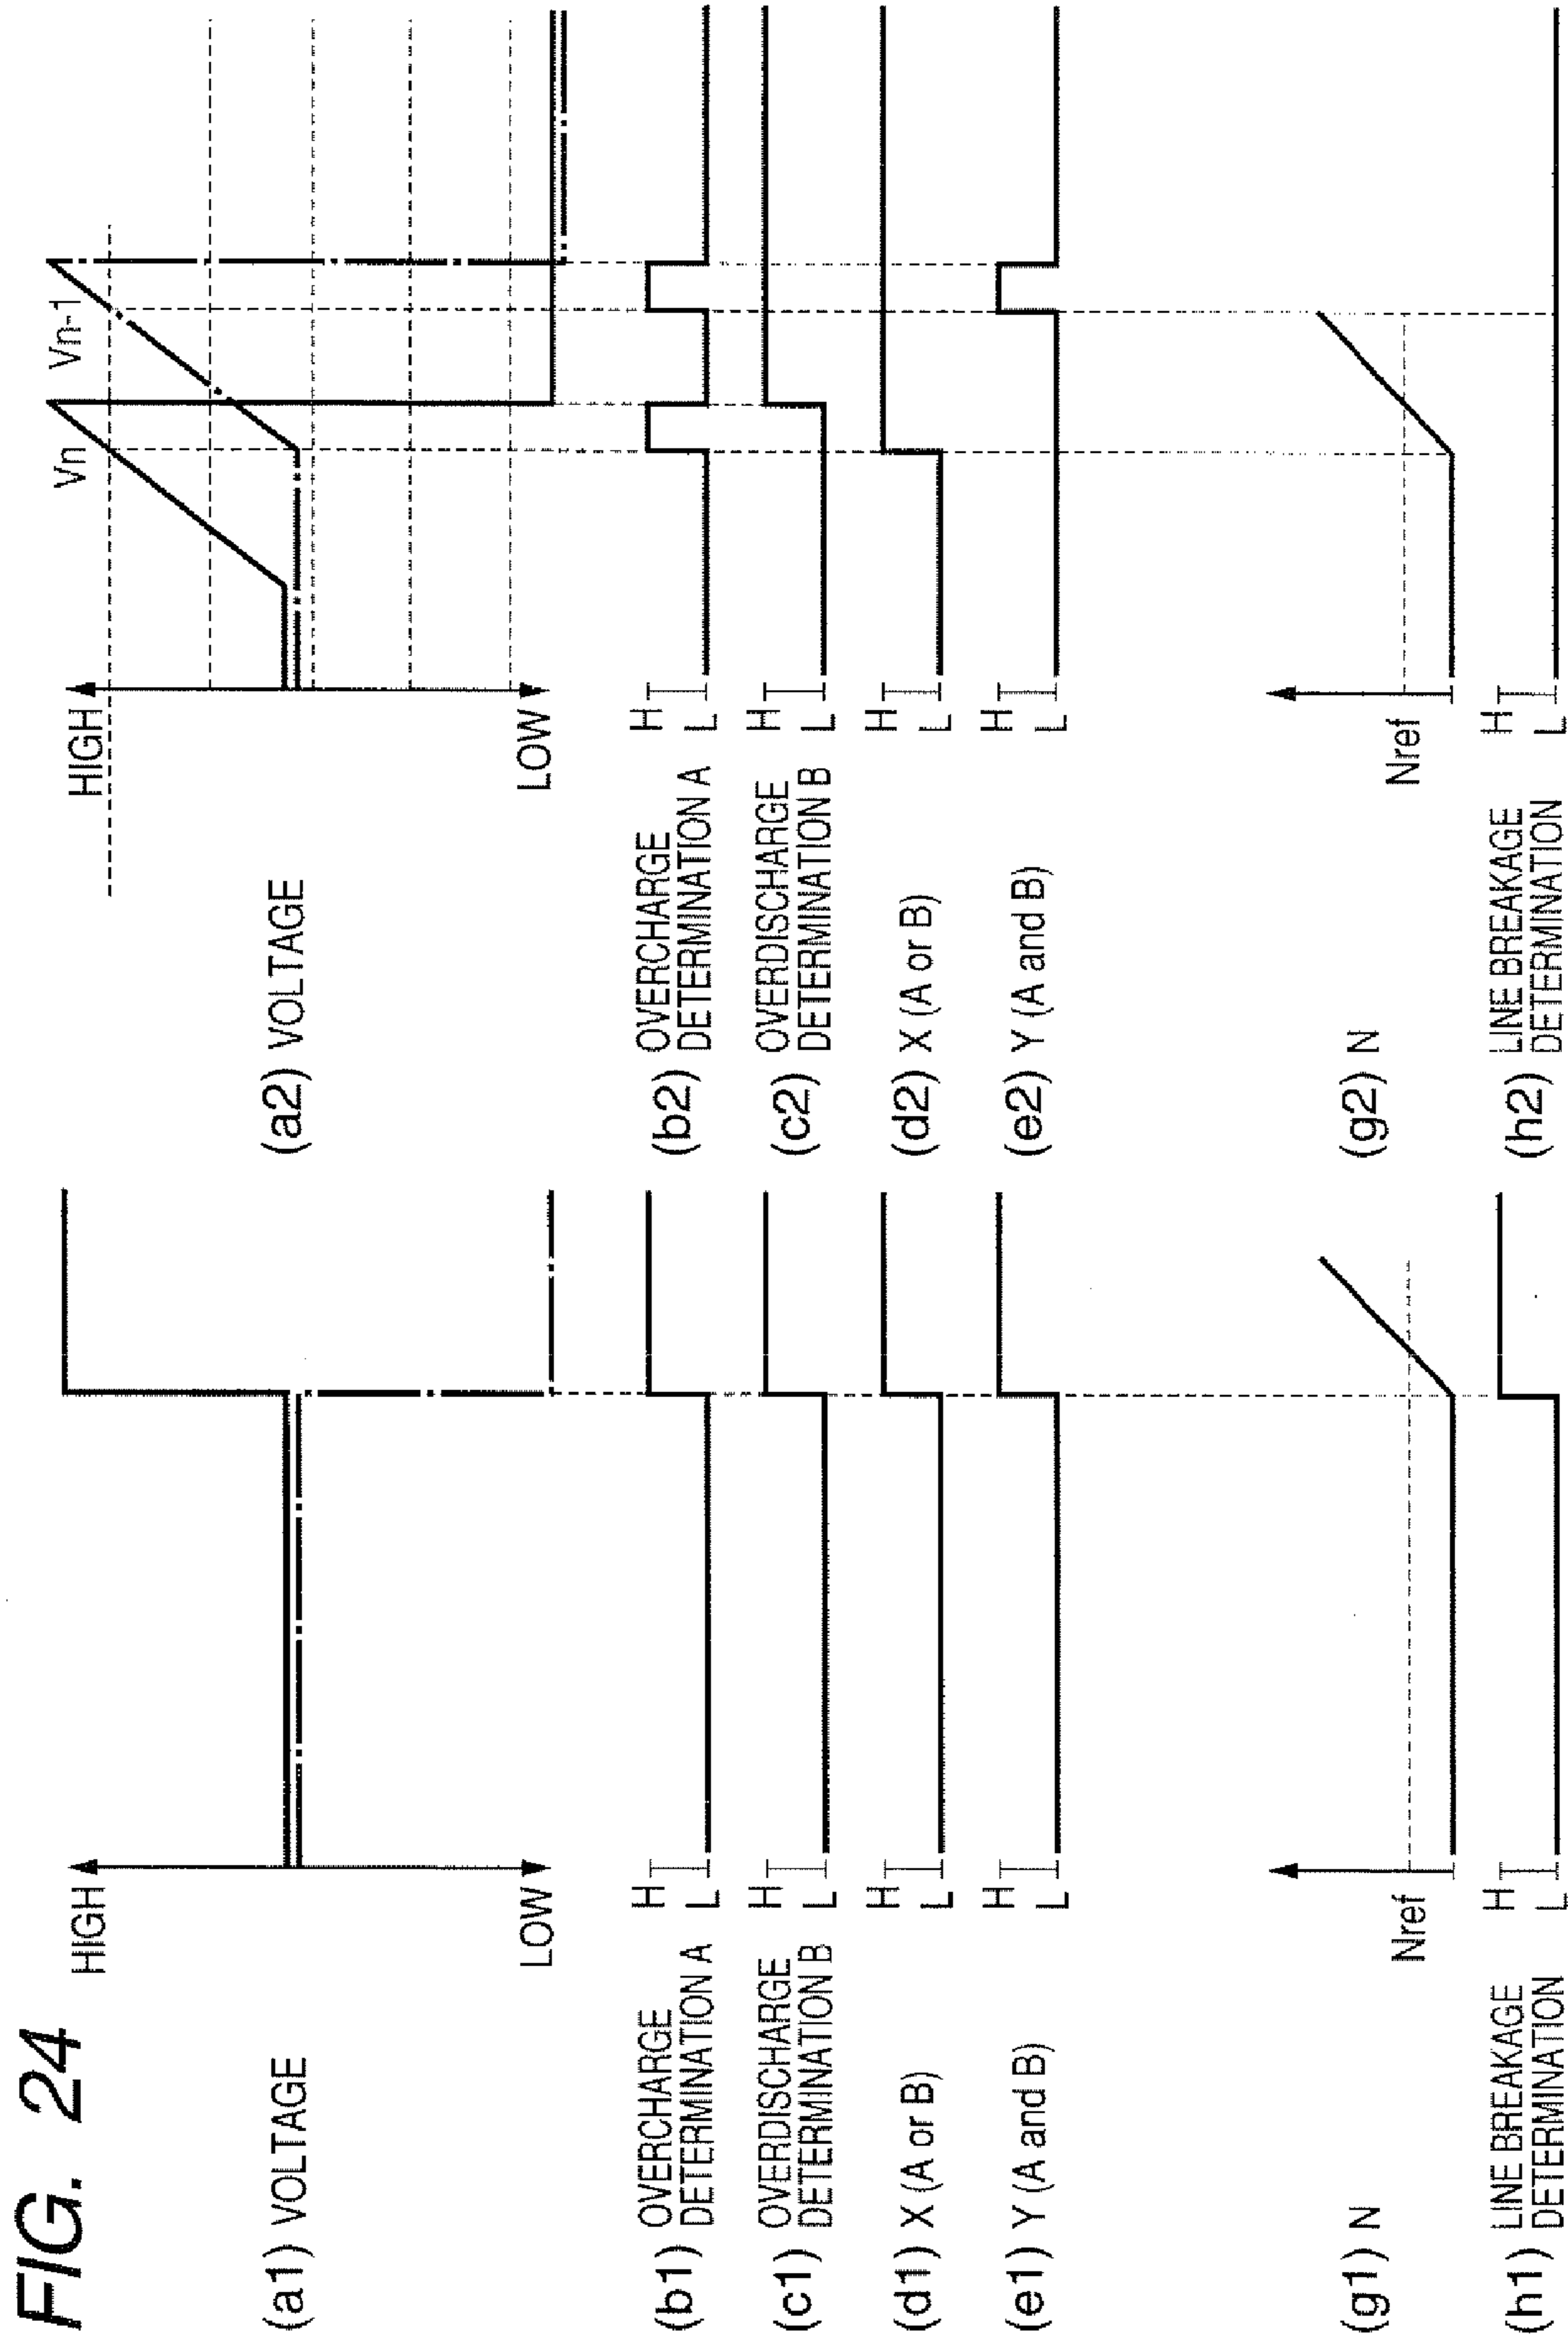 FIG. 24
HIGH
(a1) VOLTAGE
LOW
(b1) OVERCHARGE
DETERMINATION A
H
L
(c1) OVERDISCHARGE
DETERMINATION B
H
L
(d1) X (A or B)
H
L
(e1) Y (A and B)
H
L
(g1) N
Nref
(h1) LINE BREAKAGE
DETERMINATION
H
L
HIGH
Vn
Vn-1
(a2) VOLTAGE
LOW
(b2) OVERCHARGE
DETERMINATION A
H
L
(c2) OVERDISCHARGE
DETERMINATION B
H
L
(d2) X (A or B)
H
L
(e2) Y (A and B)
H
L
(g2) N
Nref
(h2) LINE BREAKAGE
DETERMINATION
H
L